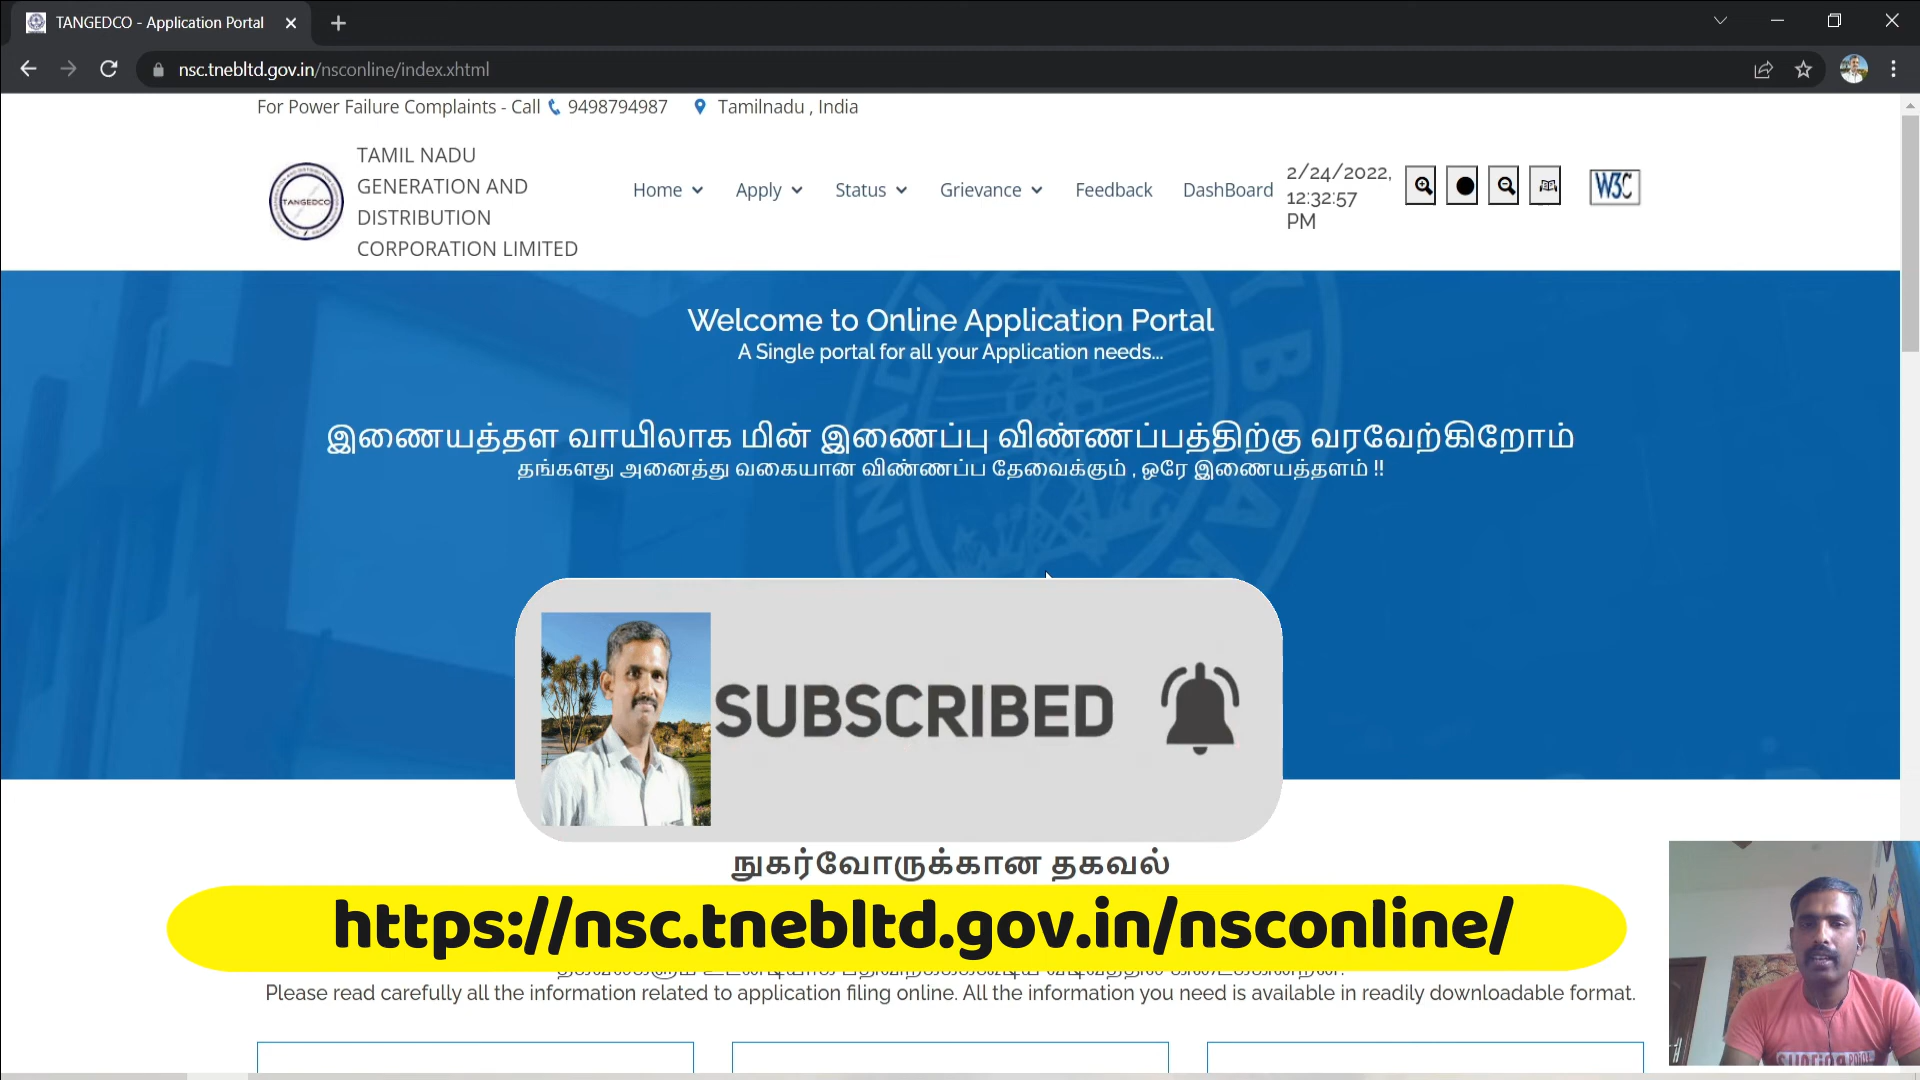 TANGEDCO - Application Portal
nsc.tnebltd.gov.in/nsconline/index.xhtml
For Power Failure Complaints - Call 9498794987 Tamilnadu , India
TANGEDCO
TAMIL NADU
GENERATION AND
DISTRIBUTION
CORPORATION LIMITED
Home Apply Status Grievance Feedback DashBoard
2/24/2022,
12:32:57
PM
W3C
Welcome to Online Application Portal
A Single portal for all your Application needs...
இணையத்தள வாயிலாக மின் இணைப்பு விண்ணப்பத்திற்கு வரவேற்கிறோம்
தங்களது அனைத்து வகையான விண்ணப்ப தேவைக்கும் , ஒரே இணையத்தளம் !!
SUBSCRIBED
நுகர்வோருக்கான தகவல்
https://nsc.tnebltd.gov.in/nsconline/
Please read carefully all the information related to application filing online. All the information you need is available in readily downloadable format.